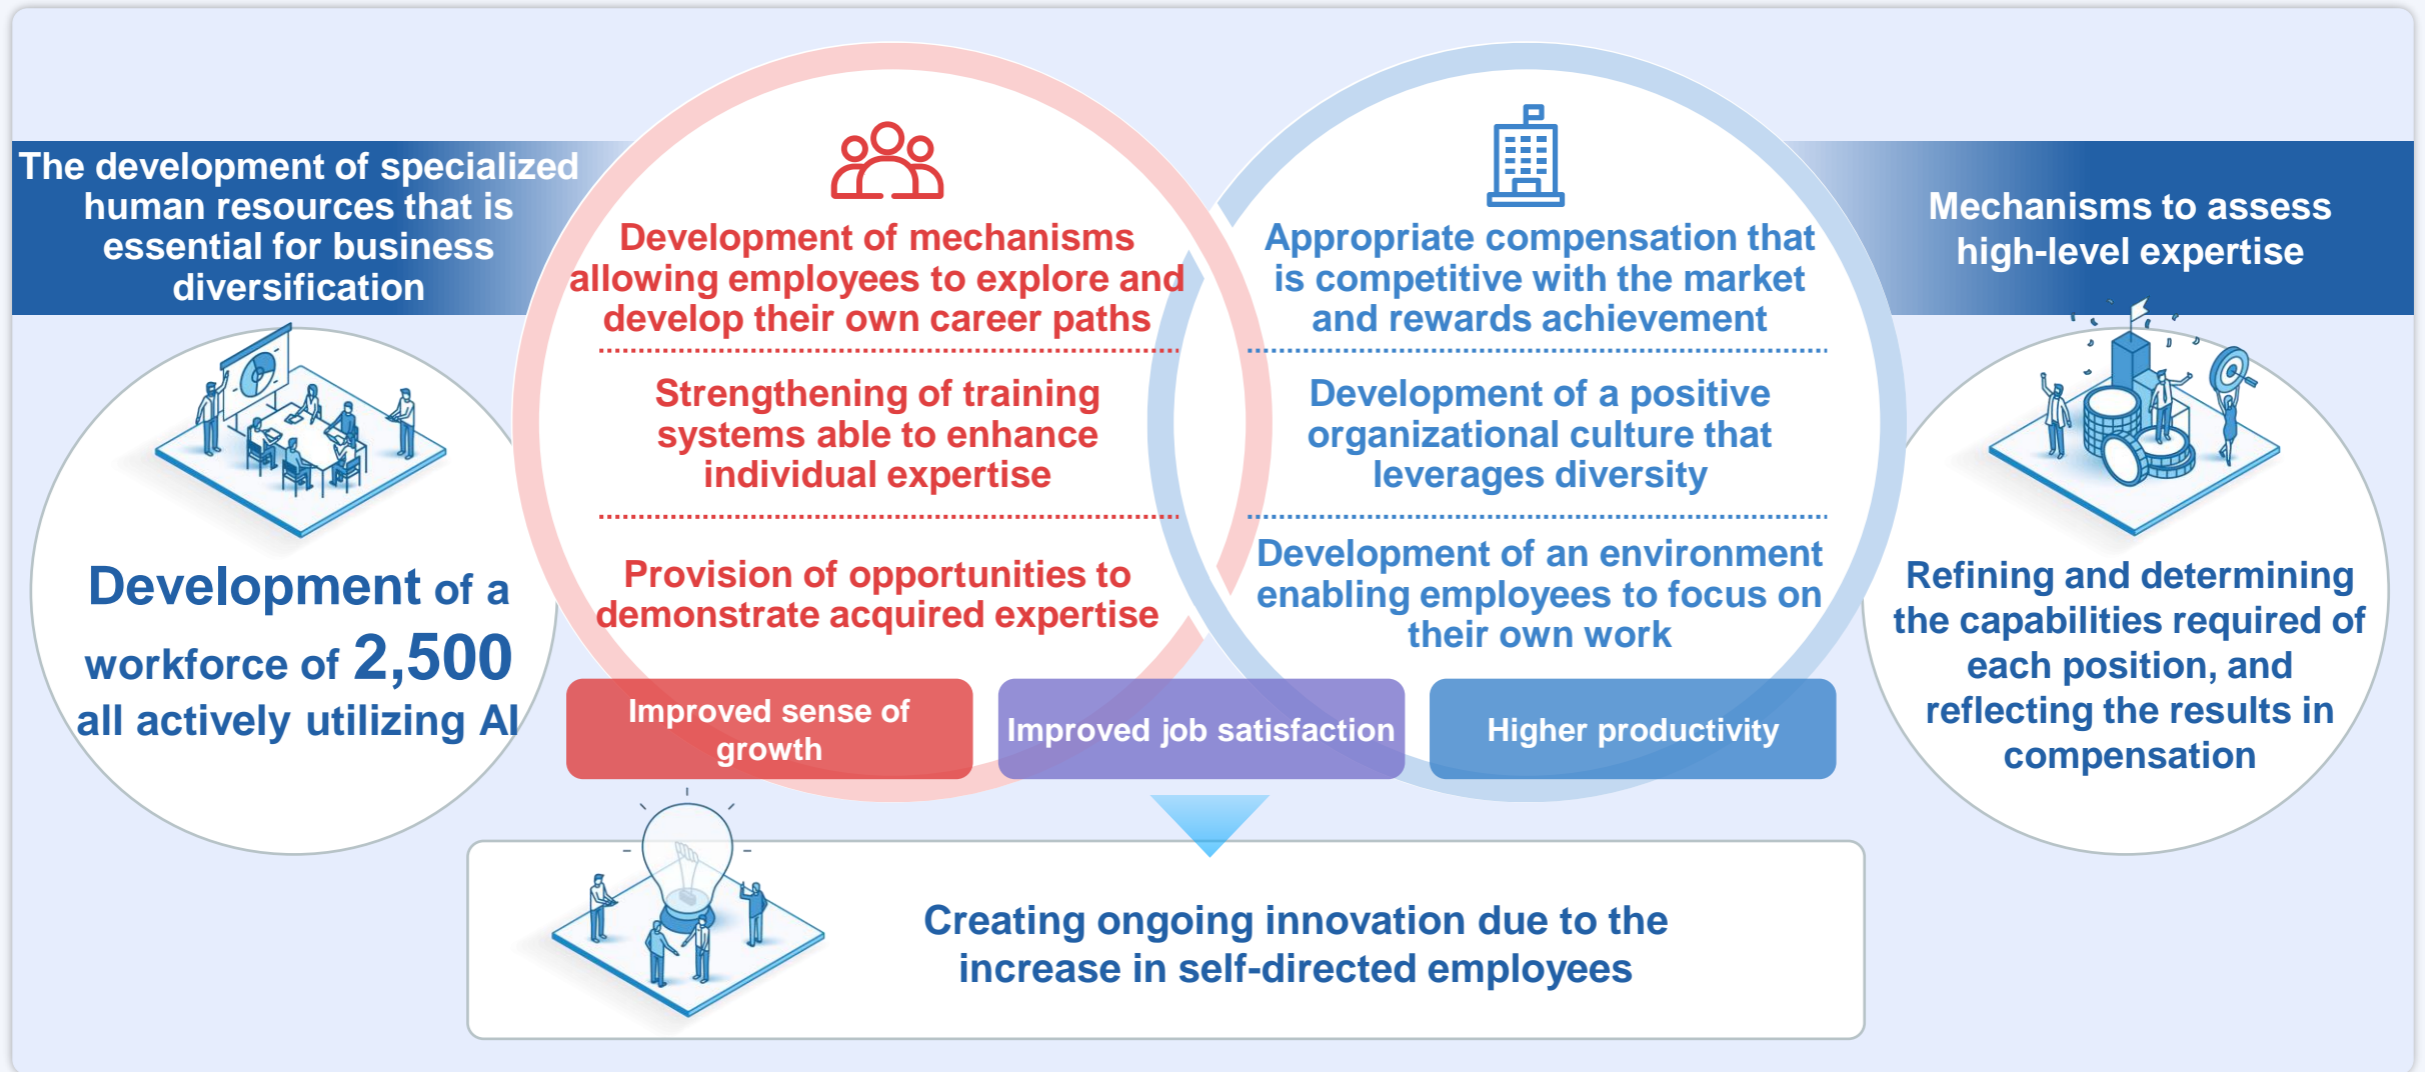 The development of specialized
human resources that is
essential for business
diversification
Development of a
workforce of 2,500
all actively utilizing AI
Development of mechanisms
allowing employees to explore and
develop their own career paths
Strengthening of training
systems able to enhance
individual expertise
Provision of opportunities to
demonstrate acquired expertise
Appropriate compensation that
is competitive with the market
and rewards achievement
Development of a positive
organizational culture that
leverages diversity
Development of an environment
enabling employees to focus on
their own work
Mechanisms to assess
high-level expertise
Refining and determining
the capabilities required of
each position, and
reflecting the results in
compensation
Improved sense of
growth
Improved job satisfaction
Higher productivity
Creating ongoing innovation due to the
increase in self-directed employees